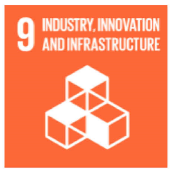 9 INDUSTRY, INNOVATION
AND INFRASTRUCTURE